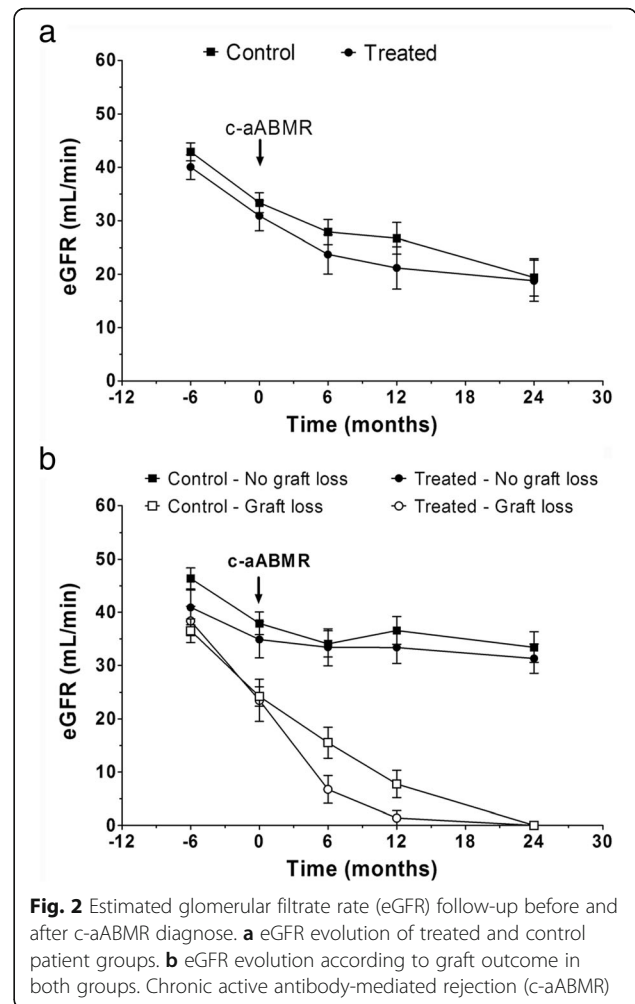 a
Control Treated
60
50
40
30
20
10
0
c-aABMR
eGFR (mL/min)
-12 -6 0 6 12 18 24 30
Time (months)
b
Control - No graft loss Treated - No graft loss
Control - Graft loss Treated - Graft loss
60
50
40
30
20
10
0
c-aABMR
eGFR (mL/min)
-12 -6 0 6 12 18 24 30
Time (months)
Fig. 2 Estimated glomerular filtrate rate (eGFR) follow-up before and
after c-aABMR diagnose. a eGFR evolution of treated and control
patient groups. b eGFR evolution according to graft outcome in
both groups. Chronic active antibody-mediated rejection (c-aABMR)